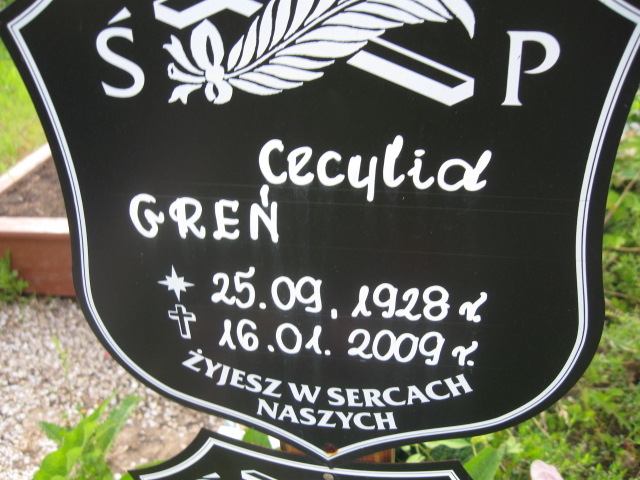 Ś P
Cecylia
GREŃ
25.09.1928 r.
16.01.2009 r.
ŻYJESZ W SERCACH
NASZYCH